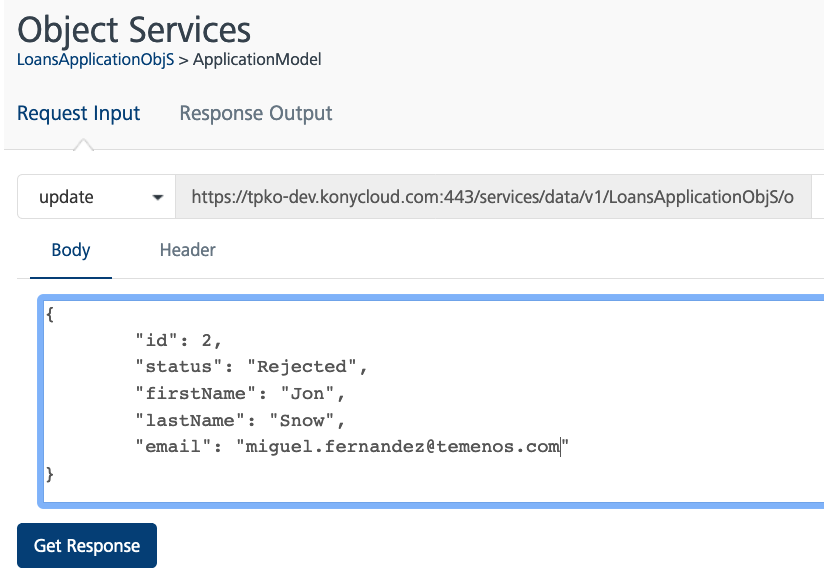 Object Services
LoansApplicationObjS > ApplicationModel
Request Input Response Output
update https://tpko-dev.konycloud.com:443/services/data/v1/LoansApplicationObjS/o
Body Header
{
"id": 2,
"status": "Rejected",
"firstName": "Jon",
"lastName": "Snow",
"email": "miguel.fernandez@temenos.com"
}
Get Response